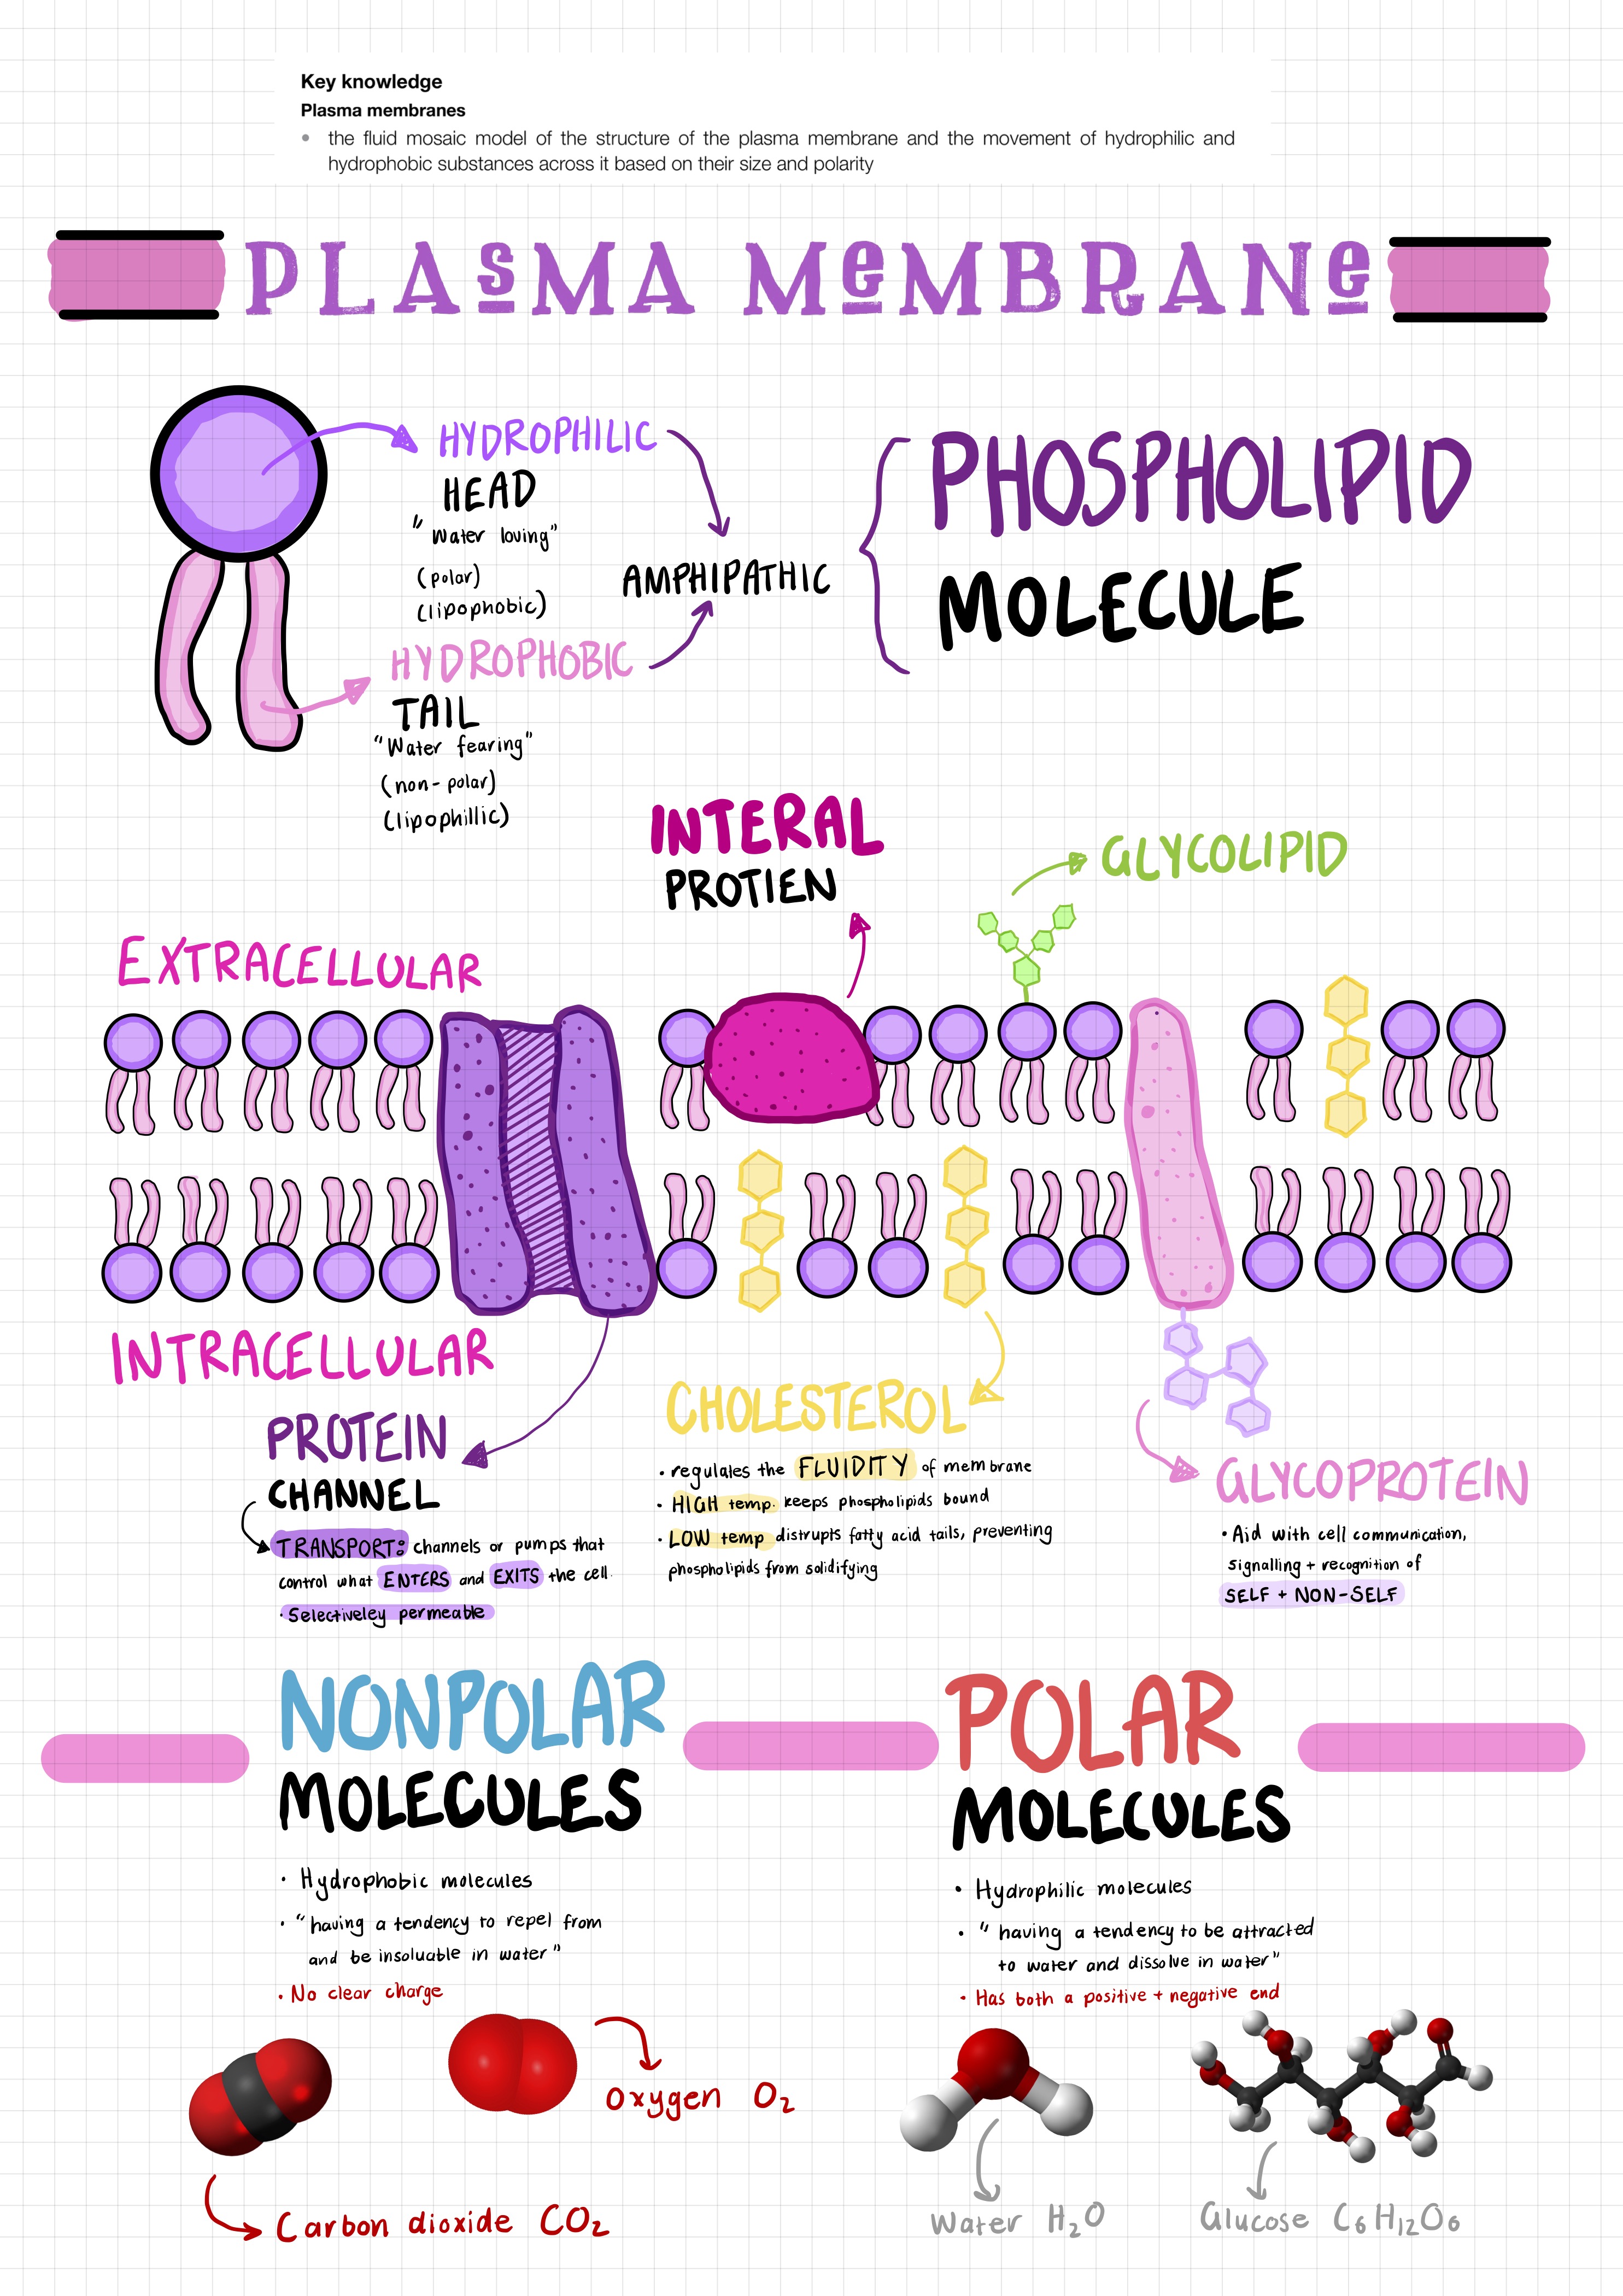 Key knowledge
Plasma membranes
• the fluid mosaic model of the structure of the plasma membrane and the movement of hydrophilic and
hydrophobic substances across it based on their size and polarity
PLASMA MEMBRANE
HYDROPHILIC
HEAD
"Water loving"
(polar)
(lipophobic)
AMPHIPATHIC
HYDROPHOBIC
TAIL
"Water fearing"
(non-polar)
(lipophillic)
PHOSPHOLIPID
MOLECULE
INTERAL
PROTIEN
GLYCOLIPID
EXTRACELLULAR
INTRACELLULAR
PROTEIN
CHANNEL
TRANSPORT: channels or pumps that
control what ENTERS and EXITS the cell.
• Selectiveley permeable
CHOLESTEROL
• regulates the FLUIDITY of membrane
• HIGH temp. keeps phospholipids bound
• LOW temp distrupts fatty acid tails, preventing
phospholipids from solidifying
GLYCOPROTEIN
• Aid with cell communication,
signalling + recognition of
SELF + NON-SELF
NONPOLAR
MOLECULES
• Hydrophobic molecules
• "having a tendency to repel from
and be insoluable in water"
• No clear charge
Oxygen O₂
Carbon dioxide CO₂
POLAR
MOLECULES
• Hydrophilic molecules
• "having a tendency to be attracted
to water and dissolve in water"
• Has both a positive + negative end
Water H₂O
Glucose C₆H₁₂O₆